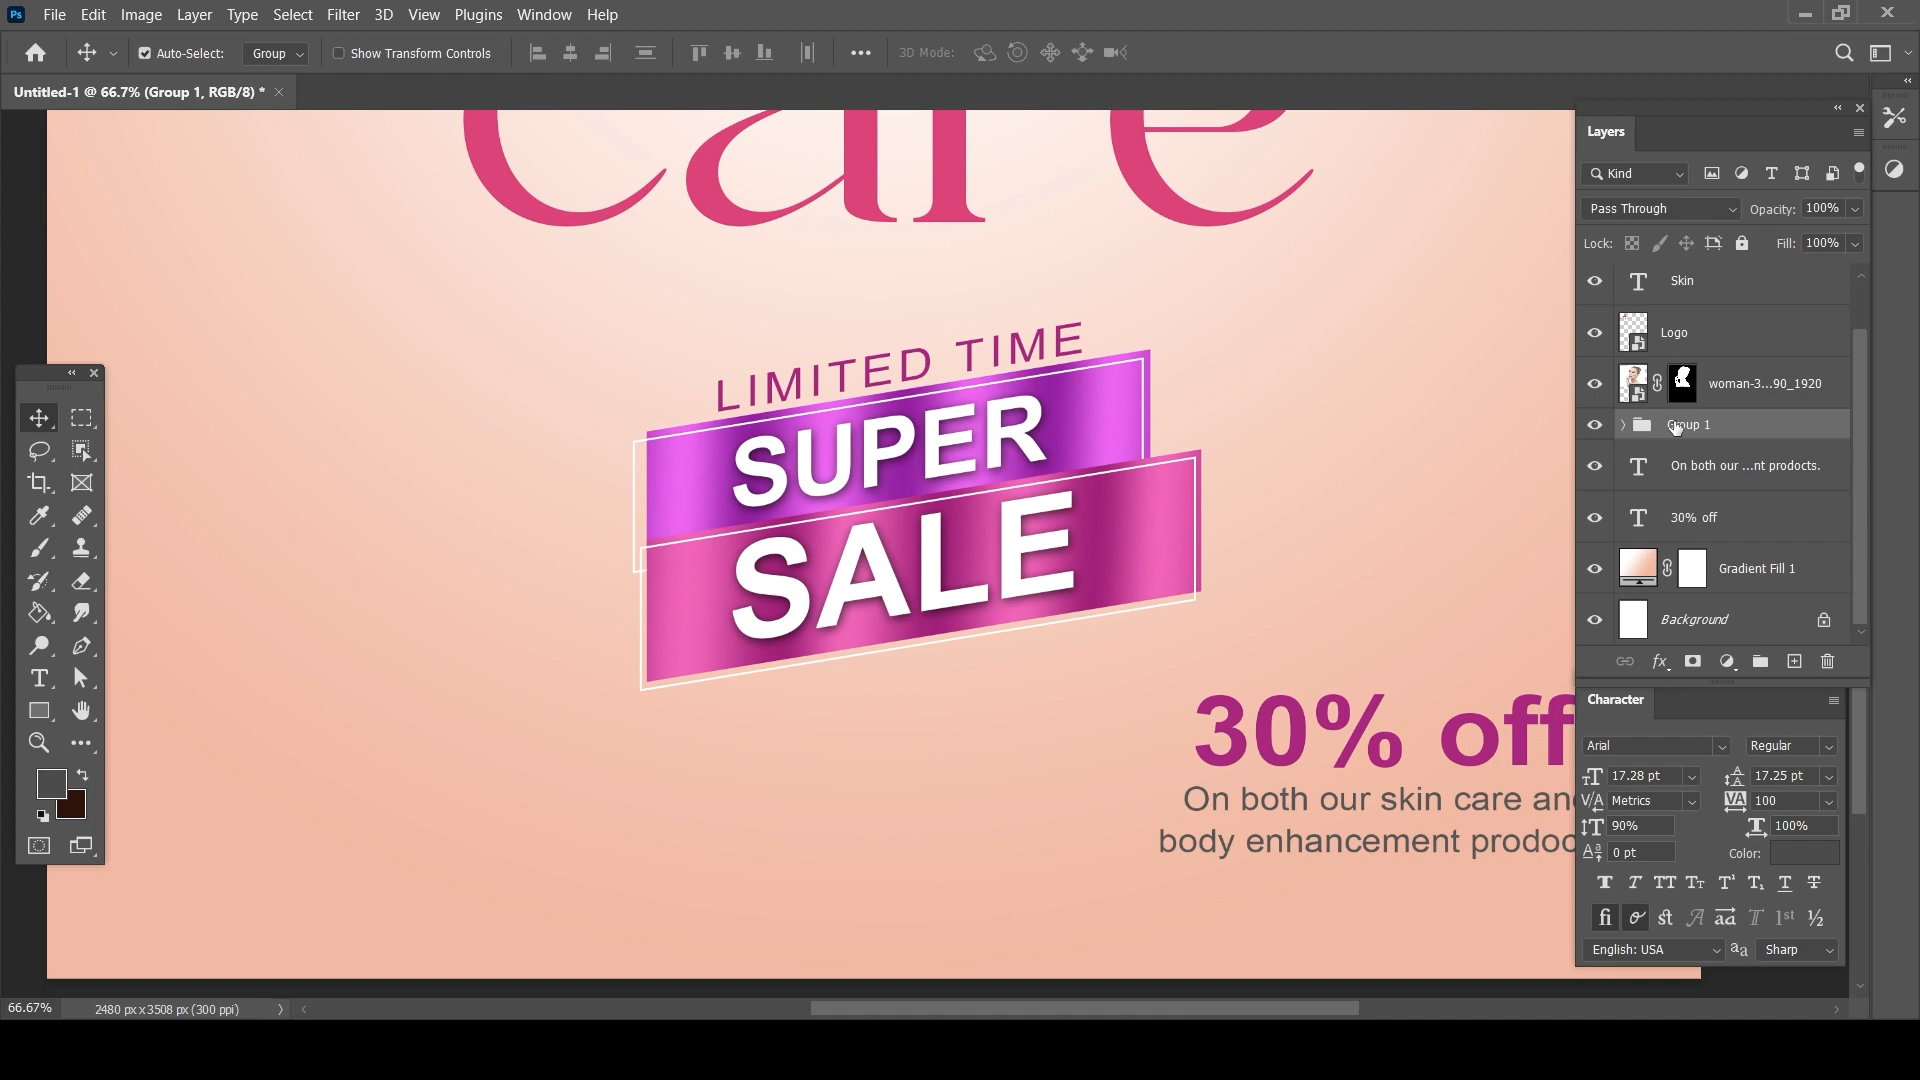 Ps File Edit Image Layer Type Select Filter 3D View Plugins Window Help
Auto-Select: Group Show Transform Controls 3D Mode:
Untitled-1 @ 66.7% (Group 1, RGB/8) *
care
LIMITED TIME
SUPER
SALE
30% off
On both our skin care an
body enhancement prodoc
Layers
Kind
Pass Through Opacity: 100%
Lock: Fill: 100%
Skin
Logo
woman-3...90_1920
Group 1
On both our ...nt podocts.
30% off
Gradient Fill 1
Background
fx
Character
Arial Regular
17.28 pt 17.25 pt
Metrics 100
90% 100%
0 pt Color:
English: USA aa Sharp
66.67% 2480 px x 3508 px (300 ppi)